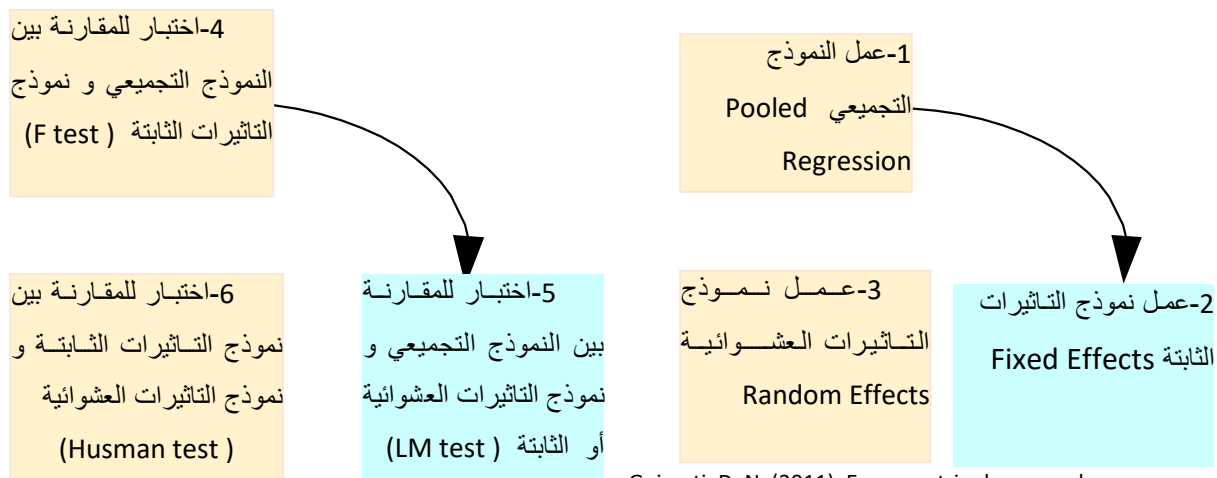 1-عمل النموذج
التجميعي Pooled
Regression
2-عمل نموذج التاثيرات
الثابتة Fixed Effects
3-عمل نموذج
التاثيرات العشوائية
Random Effects
4-اختبار للمقارنة بين
النموذج التجميعي و نموذج
التاثيرات الثابتة ( F test)
5-اختبار للمقارنة
بين النموذج التجميعي و
نموذج التاثيرات العشوائية
أو الثابتة ( LM test)
6-اختبار للمقارنة بين
نموذج التاثيرات الثابتة و
نموذج التاثيرات العشوائية
( Husman test)